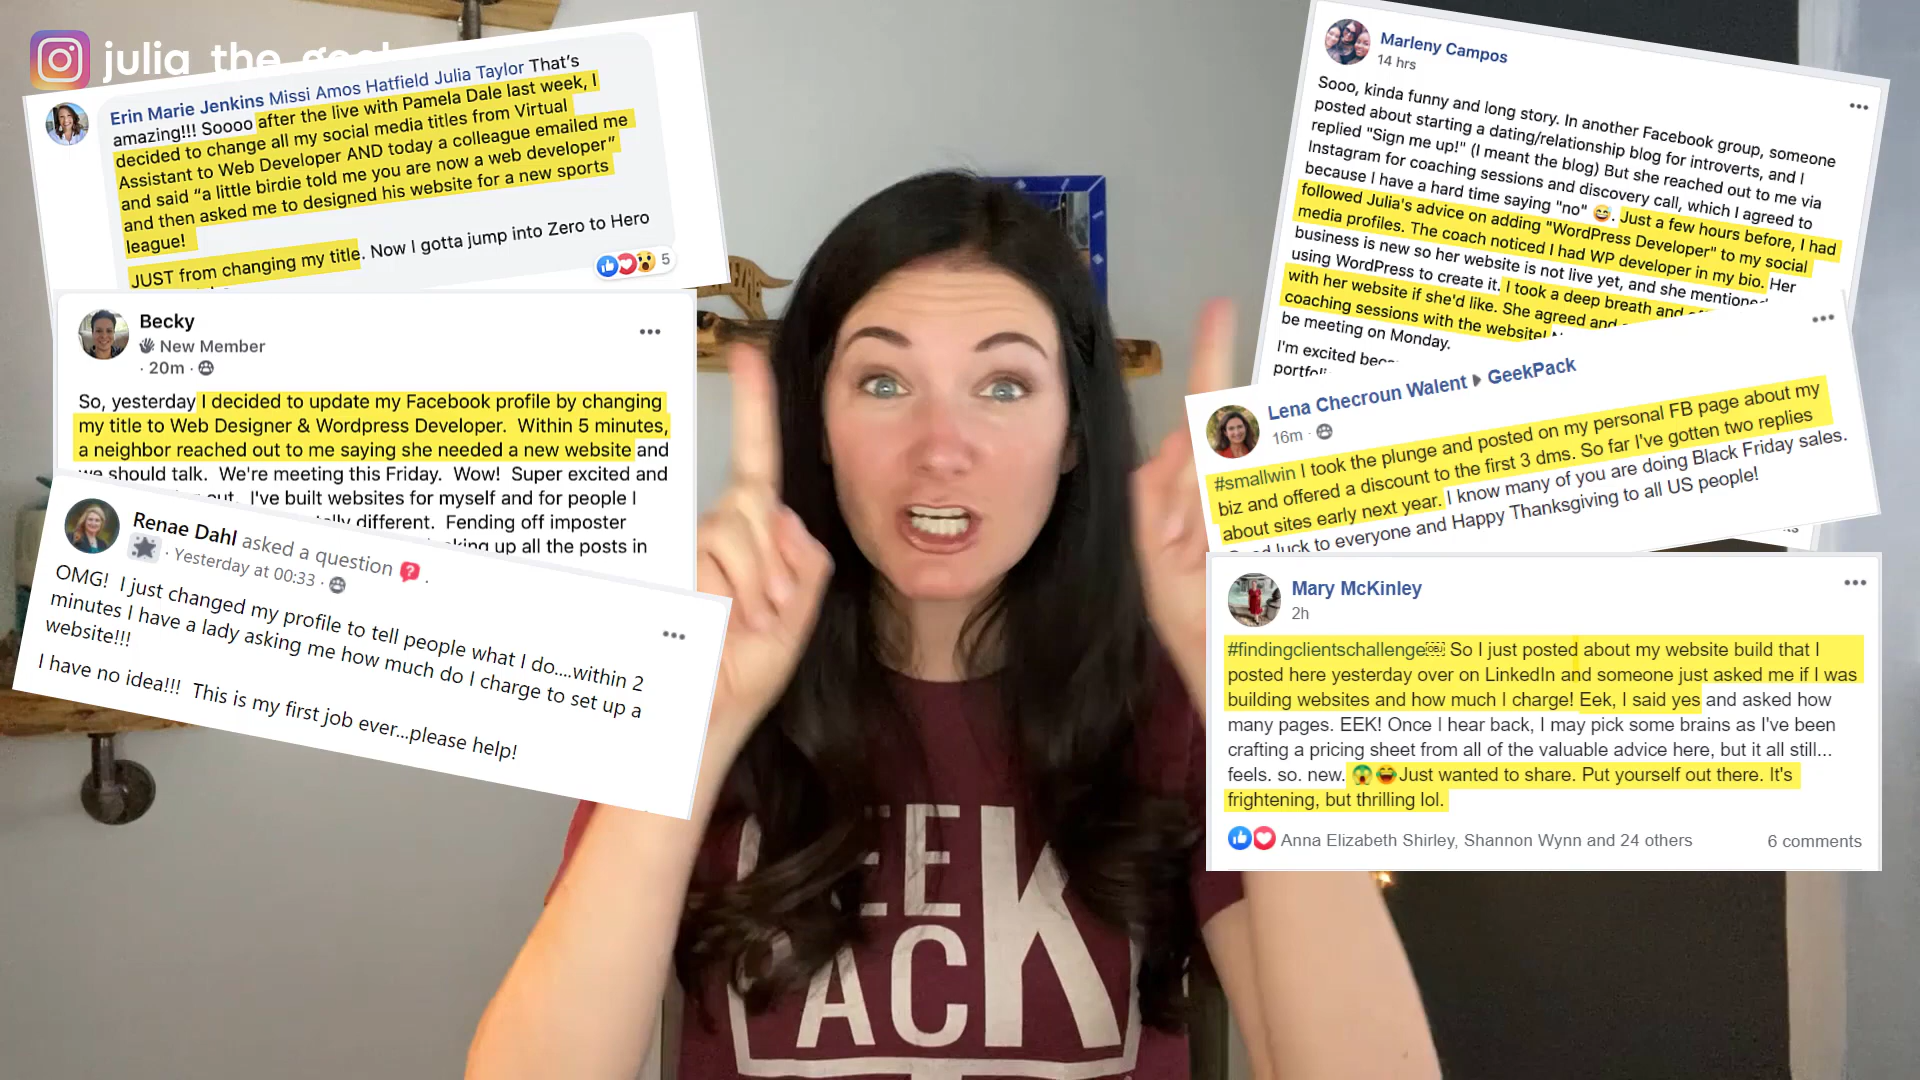 julia_the_geek
Erin Marie Jenkins Missi Amos Hatfield Julia Taylor That's
amazing!!! Soooo after the live with Pamela Dale last week, I
decided to change all my social media titles from Virtual
Assistant to Web Developer AND today a colleague emailed me
and said “a little birdie told me you are now a web developer”
and then asked me to designed his website for a new sports
league!
JUST from changing my title. Now I gotta jump into Zero to Hero
5
Becky
New Member
· 20m ·
So, yesterday I decided to update my Facebook profile by changing
my title to Web Designer & Wordpress Developer. Within 5 minutes,
a neighbor reached out to me saying she needed a new website and
we should talk. We're meeting this Friday. Wow! Super excited and
out. I've built websites for myself and for people I
different. Fending off imposter
up all the posts in
Renae Dahl asked a question .
· Yesterday at 00:33 ·
OMG! I just changed my profile to tell people what I do....within 2
minutes I have a lady asking me how much do I charge to set up a
website!!!
I have no idea!!! This is my first job ever...please help!
Marleny Campos
14 hrs
Sooo, kinda funny and long story. In another Facebook group, someone
posted about starting a dating/relationship blog for introverts, and I
replied "Sign me up!" (I meant the blog) But she reached out to me via
Instagram for coaching sessions and discovery call, which I agreed to
because I have a hard time saying "no" 😅. Just a few hours before, I had
followed Julia's advice on adding "WordPress Developer" to my social
media profiles. The coach noticed I had WP developer in my bio. Her
business is new so her website is not live yet, and she mentioned
using WordPress to create it. I took a deep breath and
with her website if she'd like. She agreed and
coaching sessions with the website!
be meeting on Monday.
I'm excited
Lena Checroun Walent ▸ GeekPack
16m ·
#smallwin I took the plunge and posted on my personal FB page about my
biz and offered a discount to the first 3 dms. So far I've gotten two replies
about sites early next year. I know many of you are doing Black Friday sales.
luck to everyone and Happy Thanksgiving to all US people!
Mary McKinley
2h
#findingclientschallenge So I just posted about my website build that I
posted here yesterday over on LinkedIn and someone just asked me if I was
building websites and how much I charge! Eek, I said yes and asked how
many pages. EEK! Once I hear back, I may pick some brains as I've been
crafting a pricing sheet from all of the valuable advice here, but it all still...
feels. so. new. 😱😂Just wanted to share. Put yourself out there. It's
frightening, but thrilling lol.
Anna Elizabeth Shirley, Shannon Wynn and 24 others 6 comments
EEK
ACK